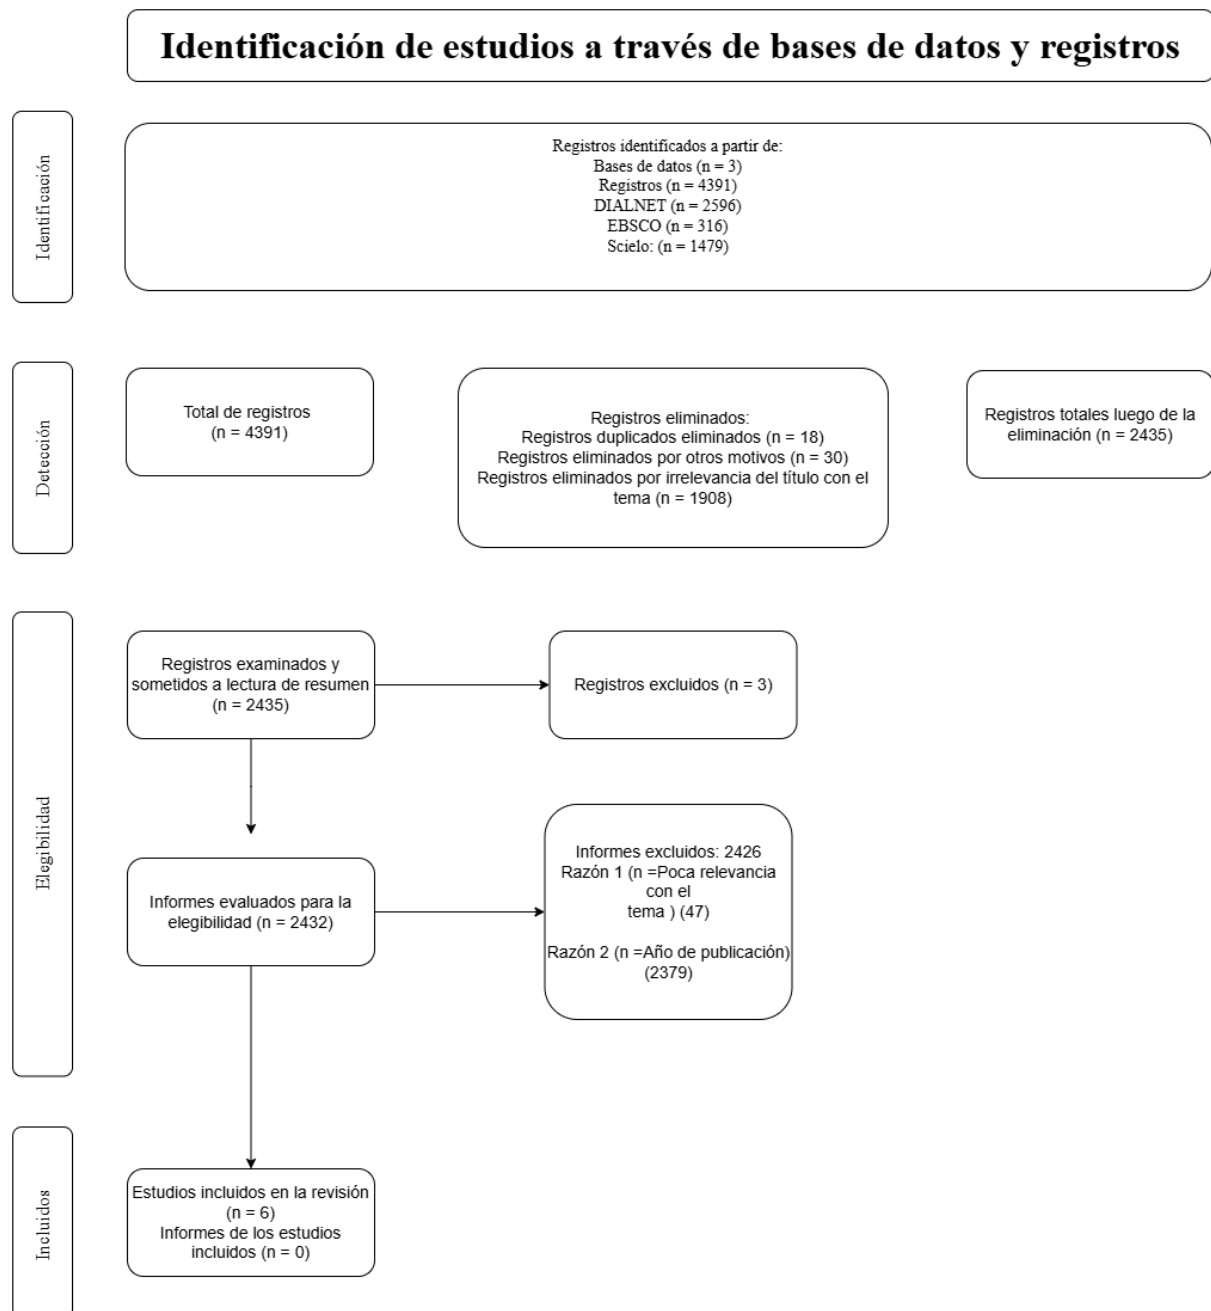 Identificación de estudios a través de bases de datos y registros
Identificación
Registros identificados a partir de:
Bases de datos (n = 3)
Registros (n = 4391)
DIALNET (n = 2596)
EBSCO (n = 316)
Scielo: (n = 1479)
Detección
Total de registros
(n = 4391)
Registros eliminados:
Registros duplicados eliminados (n = 18)
Registros eliminados por otros motivos (n = 30)
Registros eliminados por irrelevancia del título con el
tema (n = 1908)
Registros totales luego de la
eliminación (n = 2435)
Elegibilidad
Registros examinados y
sometidos a lectura de resumen
(n = 2435)
Registros excluidos (n = 3)
Informes evaluados para la
elegibilidad (n = 2432)
Informes excluidos: 2426
Razón 1 (n =Poca relevancia
con el
tema ) (47)
Razón 2 (n =Año de publicación)
(2379)
Incluidos
Estudios incluidos en la revisión
(n = 6)
Informes de los estudios
incluidos (n = 0)